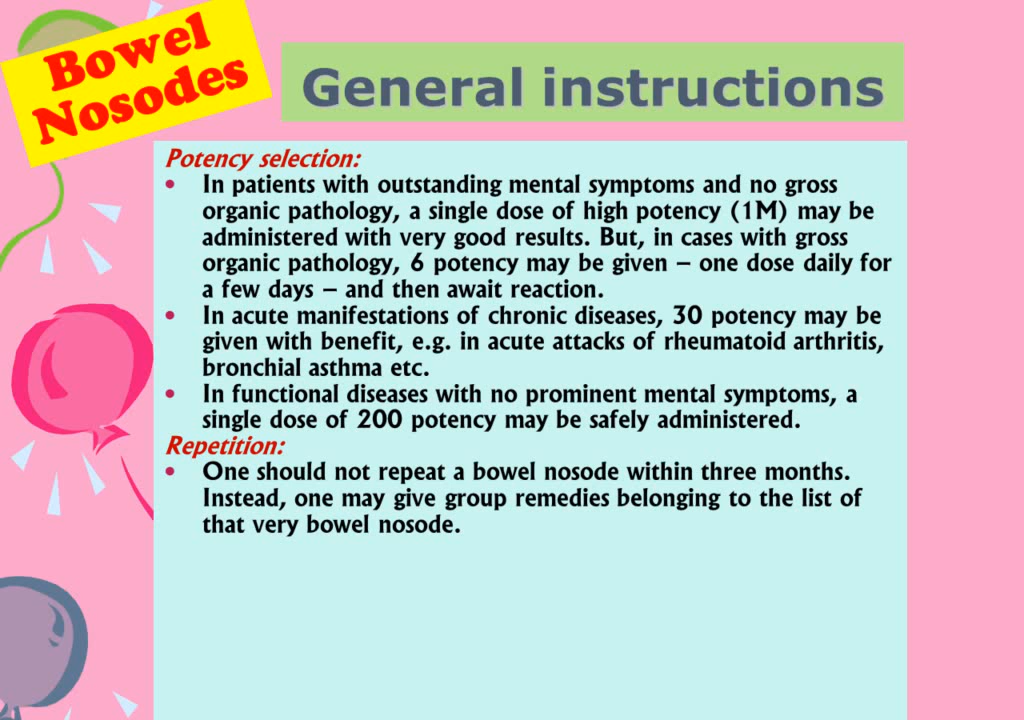 Bowel
Nosodes
General instructions
Potency selection:
• In patients with outstanding mental symptoms and no gross
organic pathology, a single dose of high potency (1M) may be
administered with very good results. But, in cases with gross
organic pathology, 6 potency may be given – one dose daily for
a few days – and then await reaction.
• In acute manifestations of chronic diseases, 30 potency may be
given with benefit, e.g. in acute attacks of rheumatoid arthritis,
bronchial asthma etc.
• In functional diseases with no prominent mental symptoms, a
single dose of 200 potency may be safely administered.
Repetition:
• One should not repeat a bowel nosode within three months.
Instead, one may give group remedies belonging to the list of
that very bowel nosode.